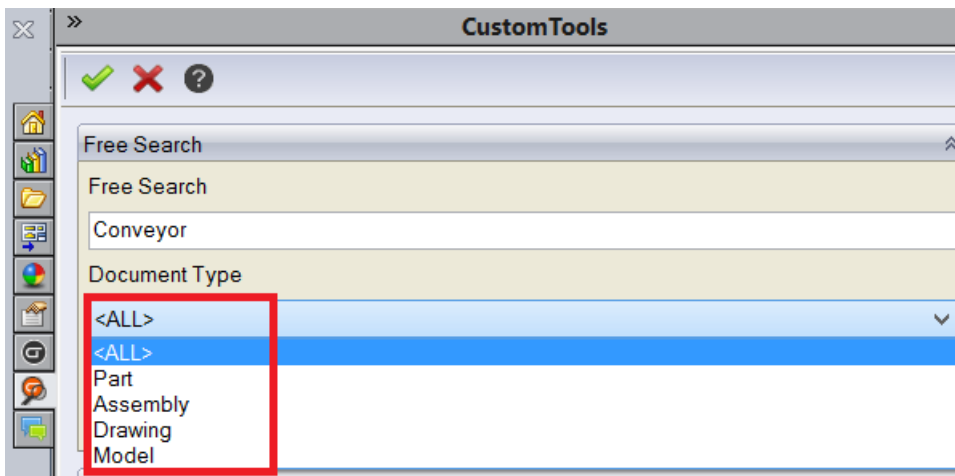 CustomTools
Free Search
Free Search
Conveyor
Document Type
<ALL>
<ALL>
Part
Assembly
Drawing
Model